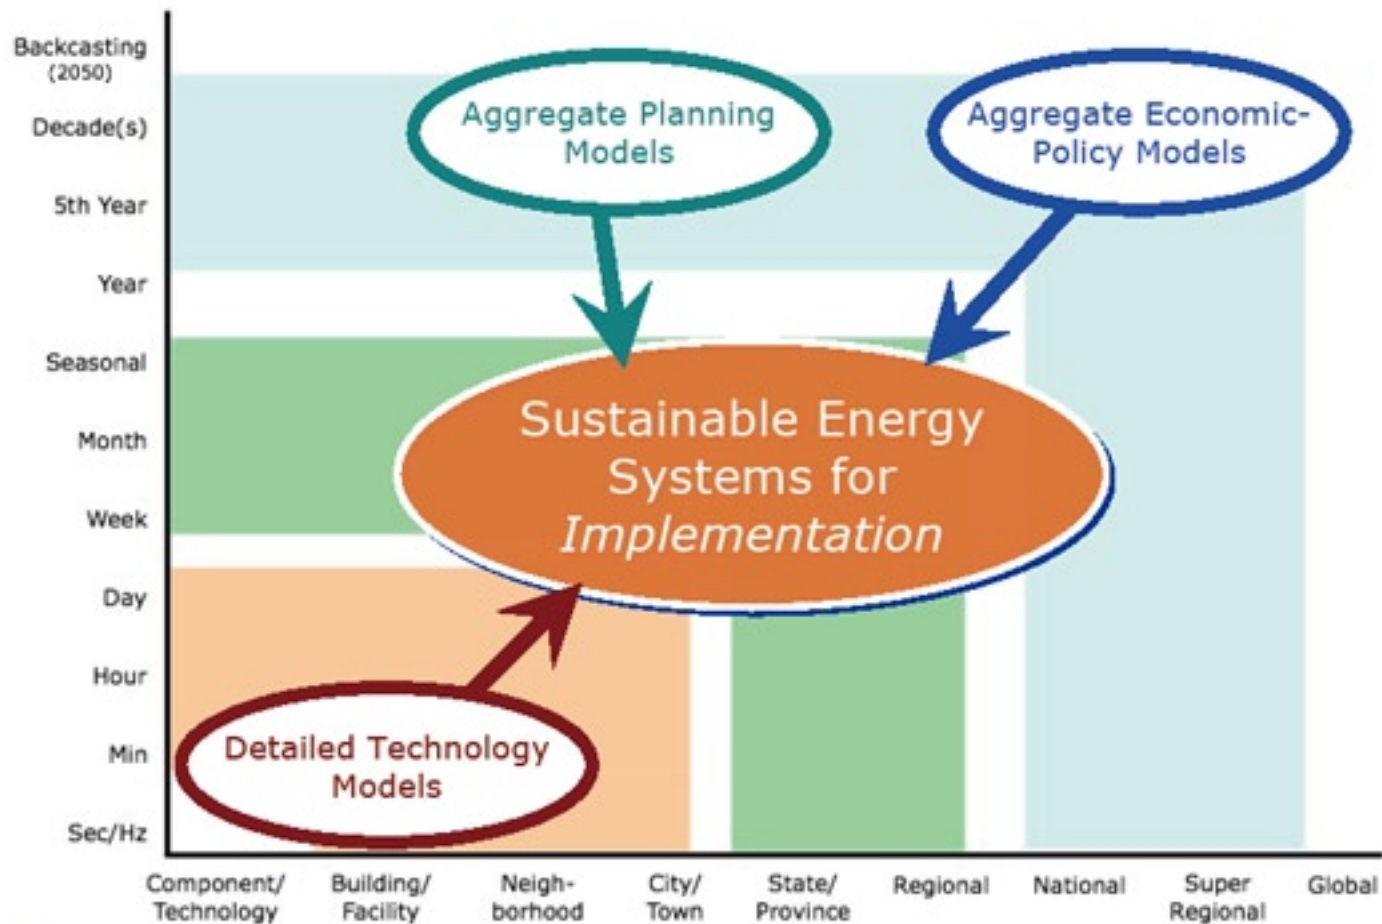 Backcasting
(2050)
Decade(s)
5th Year
Year
Seasonal
Month
Week
Day
Hour
Min
Sec/Hz
Aggregate Planning
Models
Aggregate Economic-
Policy Models
Sustainable Energy
Systems for
Implementation
Detailed Technology
Models
Component/
Technology
Building/
Facility
Neigh-
borhood
City/
Town
State/
Province
Regional
National
Super
Regional
Global